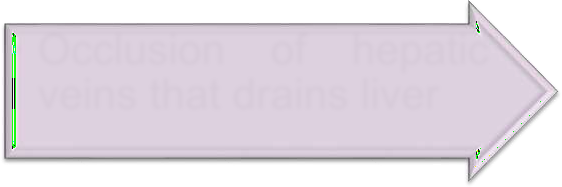 Occlusion of hepatic
veins that drains liver